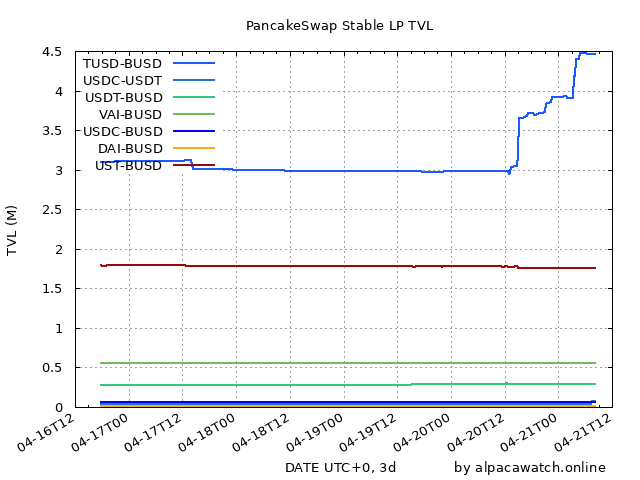 PancakeSwap Stable LP TVL
TVL (M)
4.5
4
3.5
3
2.5
2
1.5
1
0.5
0
TUSD-BUSD
USDC-USDT
USDT-BUSD
VAI-BUSD
USDC-BUSD
DAI-BUSD
UST-BUSD
04-16T12
04-17T00
04-17T12
04-18T00
04-18T12
04-19T00
04-19T12
04-20T00
04-20T12
04-21T00
04-21T12
DATE UTC+0, 3d
by alpacawatch.online